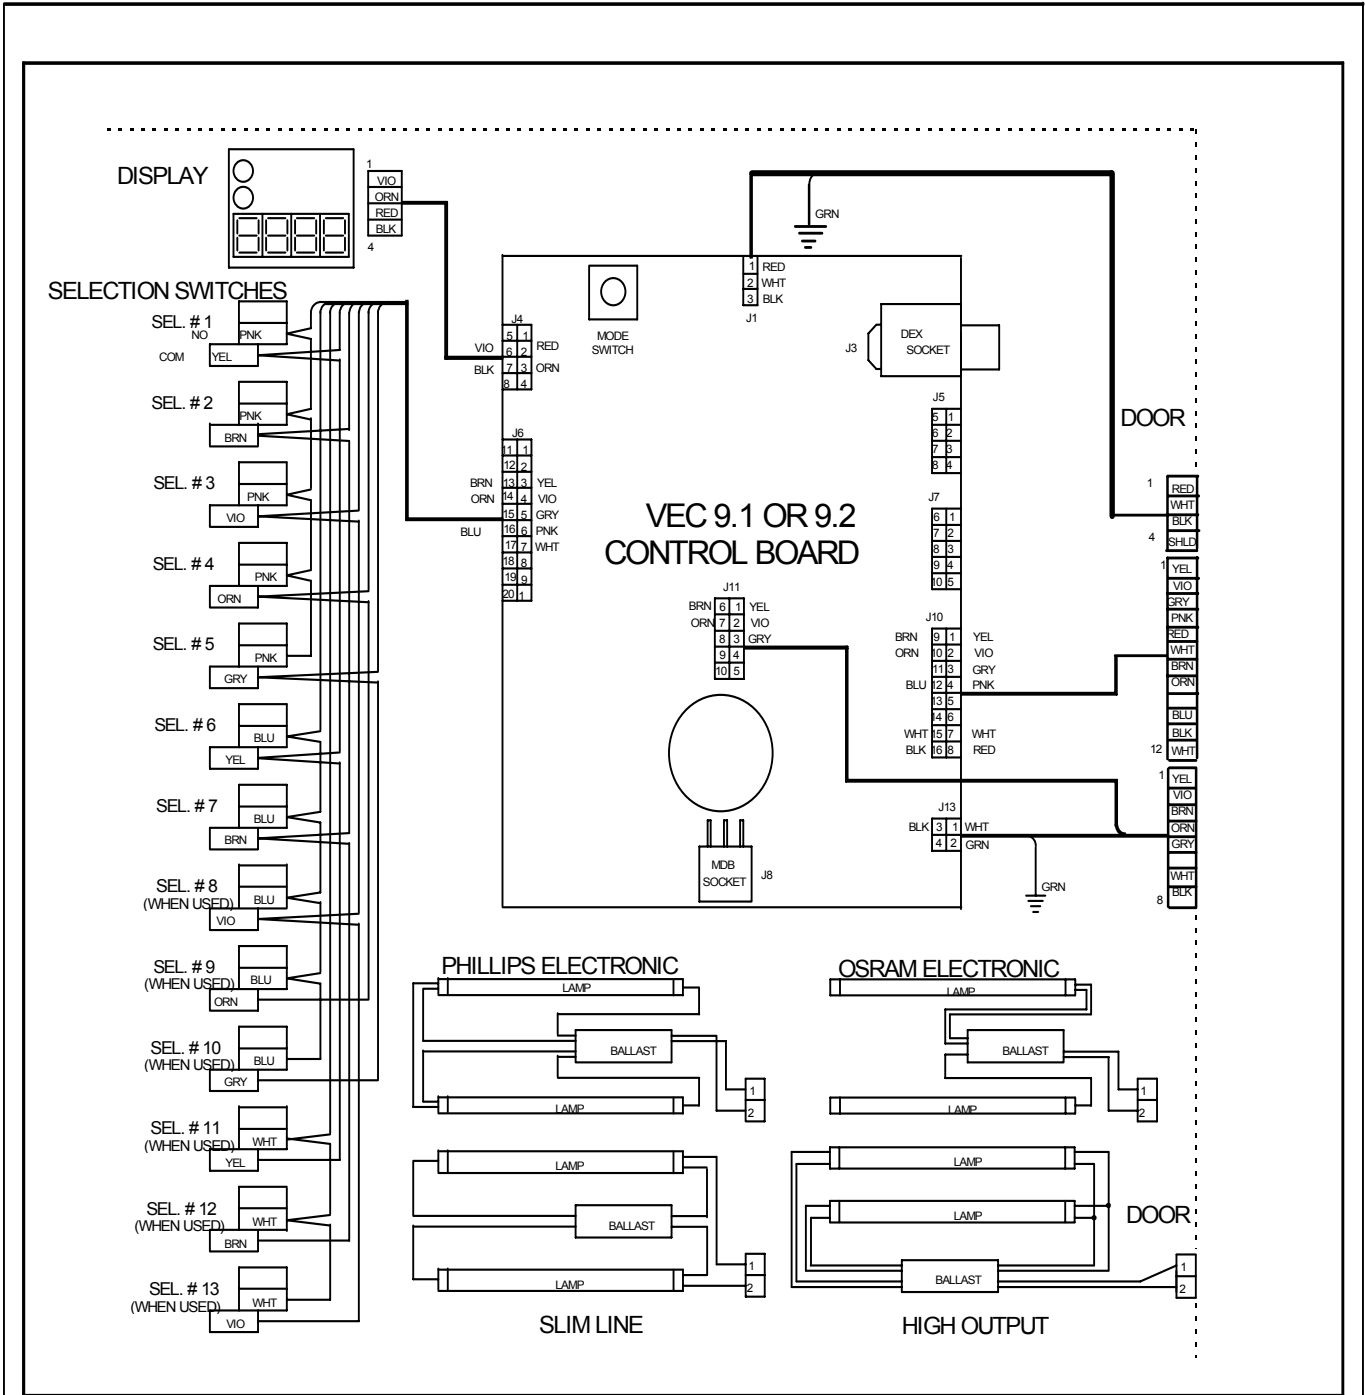 DISPLAY
1
VIO
ORN
RED
BLK
4
SELECTION SWITCHES
SEL. # 1
NO PNK
COM YEL
SEL. # 2
PNK
BRN
SEL. # 3
PNK
VIO
SEL. # 4
PNK
ORN
SEL. # 5
PNK
GRY
SEL. # 6
BLU
YEL
SEL. # 7
BLU
BRN
SEL. # 8
(WHEN USED) BLU
VIO
SEL. # 9
(WHEN USED) BLU
ORN
SEL. # 10
(WHEN USED) BLU
GRY
SEL. # 11
(WHEN USED) WHT
YEL
SEL. # 12
(WHEN USED) WHT
BRN
SEL. # 13
(WHEN USED) WHT
VIO
MODE
SWITCH
GRN
1 RED
2 WHT
3 BLK
J1
J3
DEX
SOCKET
J4
5 1
VIO 6 2 RED
BLK 7 3 ORN
8 4
J6
11 1
12 2
BRN 13 3 YEL
ORN 14 4 VIO
15 5 GRY
BLU 16 6 PNK
17 7 WHT
18 8
19 9
20 1
VEC 9.1 OR 9.2
CONTROL BOARD
J5
5 1
6 2
7 3
8 4
J7
6 1
7 2
8 3
9 4
10 5
J11
BRN 6 1 YEL
ORN 7 2 VIO
8 3 GRY
9 4
10 5
J10
BRN 9 1 YEL
ORN 10 2 VIO
11 3 GRY
BLU 12 4 PNK
13 5
14 6
WHT 15 7 WHT
BLK 16 8 RED
J13
BLK 3 1 WHT
4 2 GRN
GRN
MDB
SOCKET
J8
DOOR
1 RED
WHT
BLK
4 SHLD
1 YEL
VIO
GRY
PNK
RED
WHT
BRN
ORN
BLU
BLK
12 WHT
1 YEL
VIO
BRN
ORN
GRY
WHT
8 BLK
PHILLIPS ELECTRONIC
LAMP
BALLAST
LAMP
1
2
OSRAM ELECTRONIC
LAMP
BALLAST
LAMP
1
2
LAMP
BALLAST
LAMP
1
2
SLIM LINE
LAMP
LAMP
BALLAST
DOOR
1
2
HIGH OUTPUT